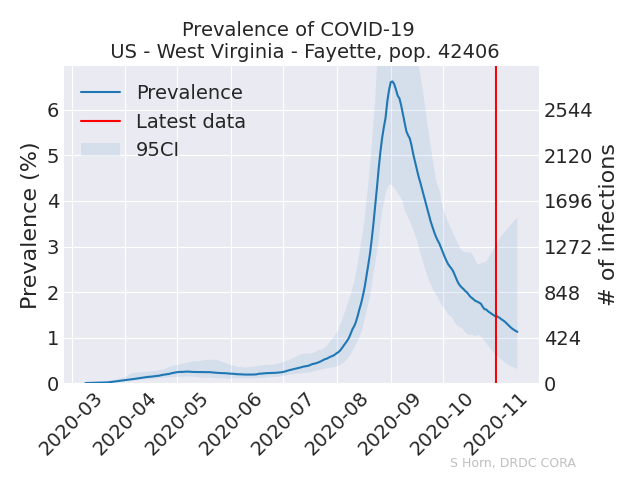 Prevalence of COVID-19
US - West Virginia - Fayette, pop. 42406
Prevalence
Latest data
95CI
Prevalence (%)
6
5
4
3
2
1
0
2544
2120
1696
1272
848
424
0
# of infections
2020-03
2020-04
2020-05
2020-06
2020-07
2020-08
2020-09
2020-10
2020-11
S Horn, DRDC CORA